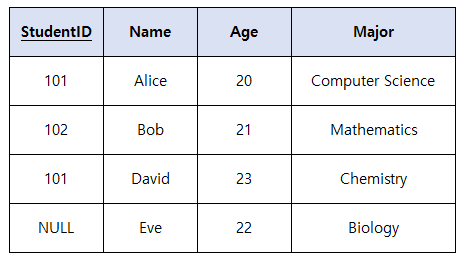 StudentID Name Age Major
101 Alice 20 Computer Science
102 Bob 21 Mathematics
101 David 23 Chemistry
NULL Eve 22 Biology